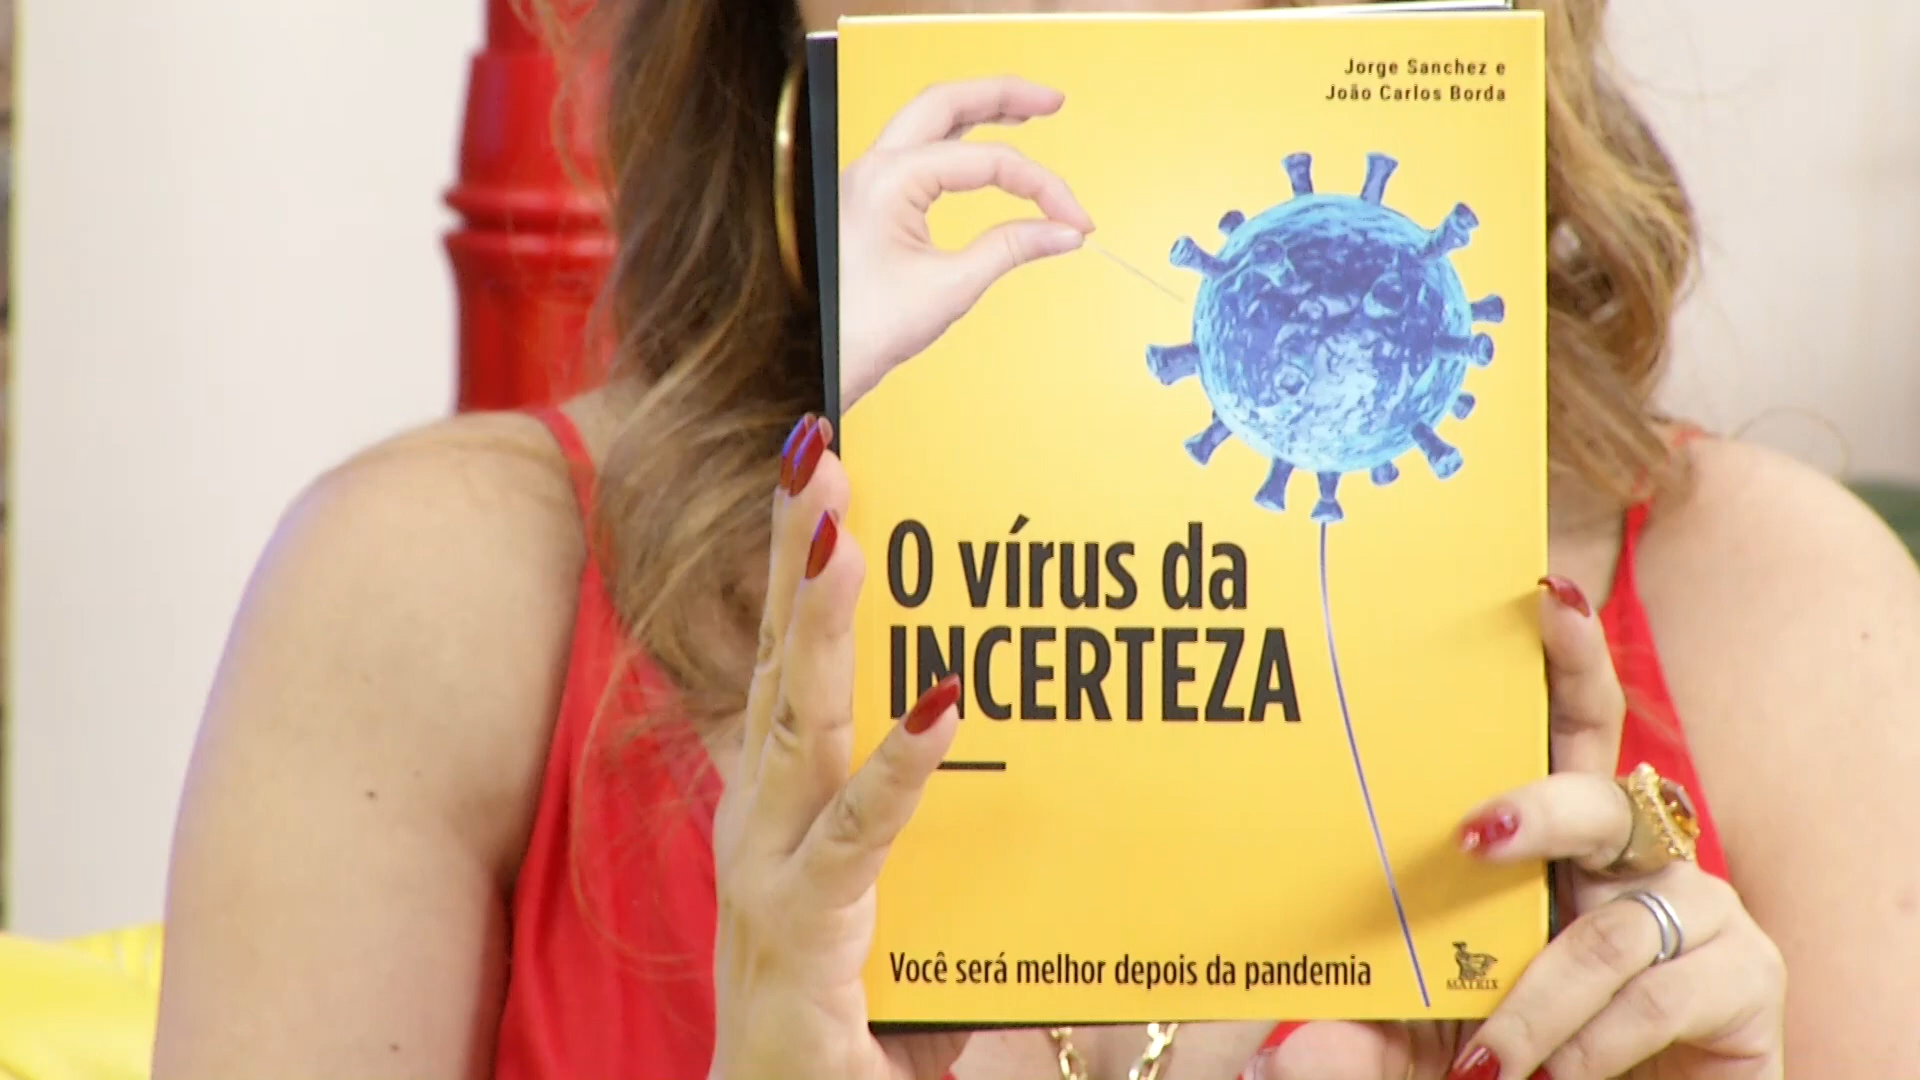 Jorge Sanchez e
João Carlos Borda
O vírus da
INCERTEZA
Você será melhor depois da pandemia
MATRIX